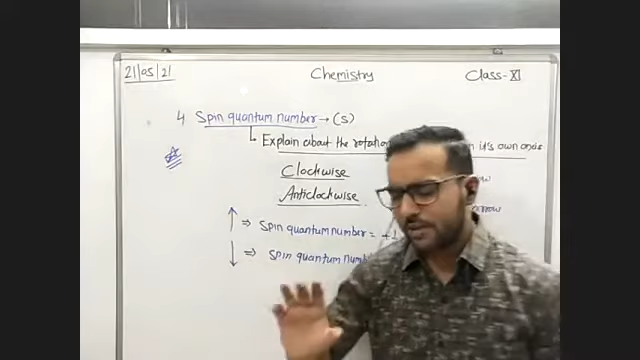 21/05/21 Chemistry Class-XI
4 Spin quantum number → (s)
Explain about the rotation it's own axis
Clockwise
Anticlockwise
↑ ⇒ Spin quantum number = +1
↓ ⇒ Spin quantum num